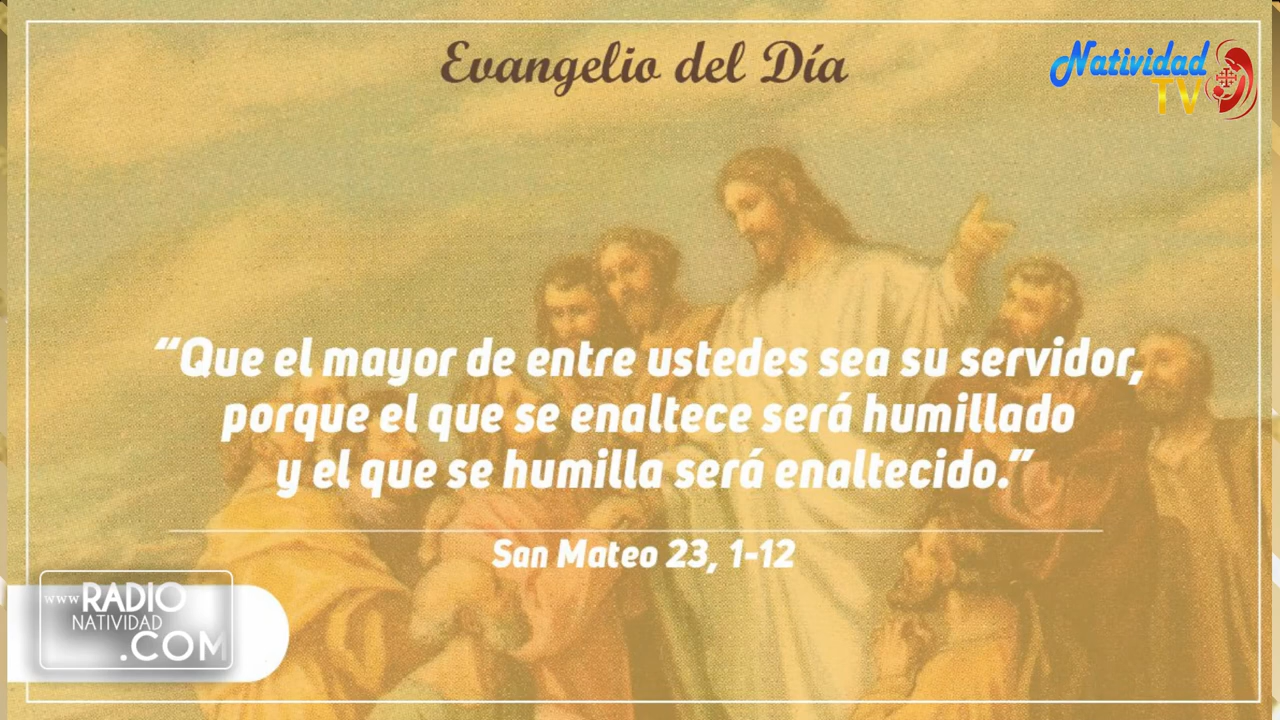 Evangelio del Día
Natividad
TV
“Que el mayor de entre ustedes sea su servidor,
porque el que se enaltece será humillado
y el que se humilla será enaltecido.”
San Mateo 23, 1-12
www RADIO
NATIVIDAD
.COM